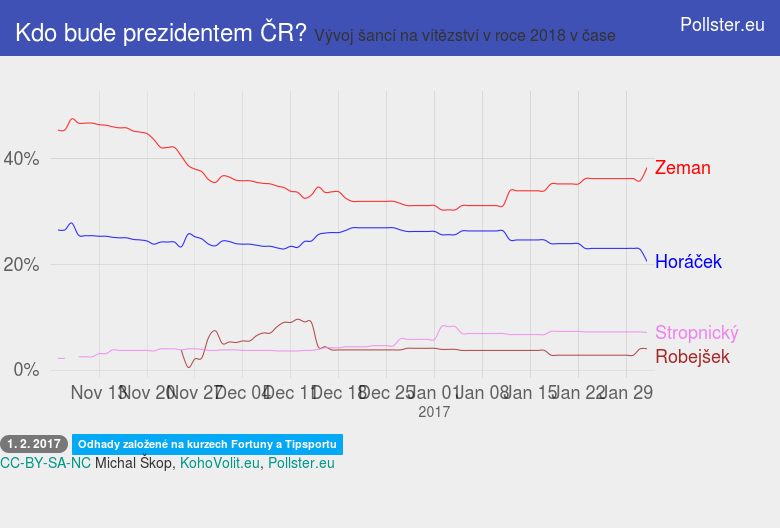 Kdo bude prezidentem ČR? Vývoj šancí na vítězství v roce 2018 v čase
Pollster.eu
40%
20%
0%
Zeman
Horáček
Stropnický
Robejšek
Nov 13 Nov 20 Nov 27 Dec 04 Dec 11 Dec 18 Dec 25 Jan 01 Jan 08 Jan 15 Jan 22 Jan 29
2017
1. 2. 2017 Odhady založené na kurzech Fortuny a Tipsportu
CC-BY-SA-NC Michal Škop, KohoVolit.eu, Pollster.eu